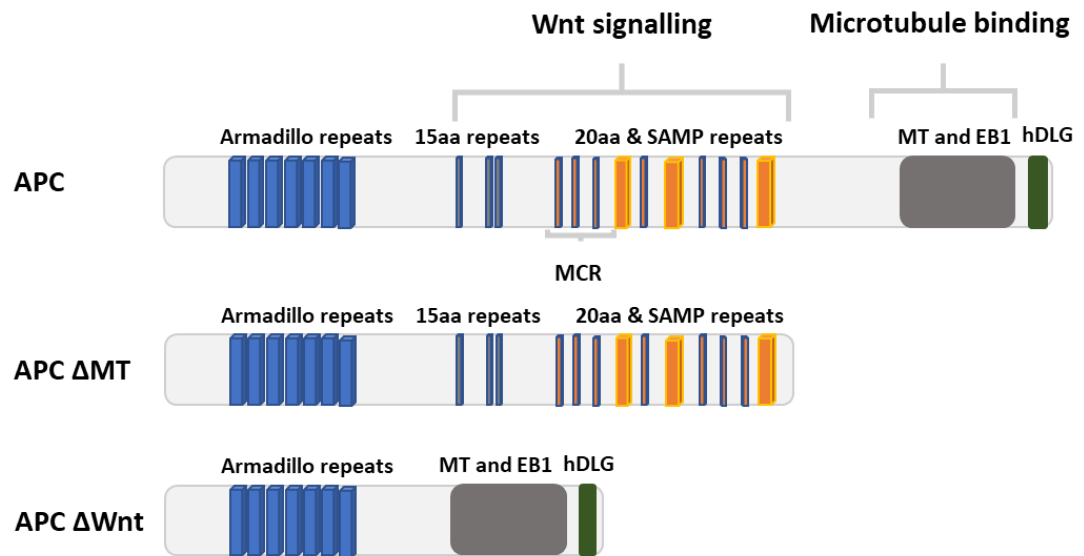 Wnt signalling
Microtubule binding
Armadillo repeats
15aa repeats
20aa & SAMP repeats
MT and EB1
hDLG
APC
MCR
Armadillo repeats
15aa repeats
20aa & SAMP repeats
APC ΔMT
Armadillo repeats
MT and EB1
hDLG
APC ΔWnt